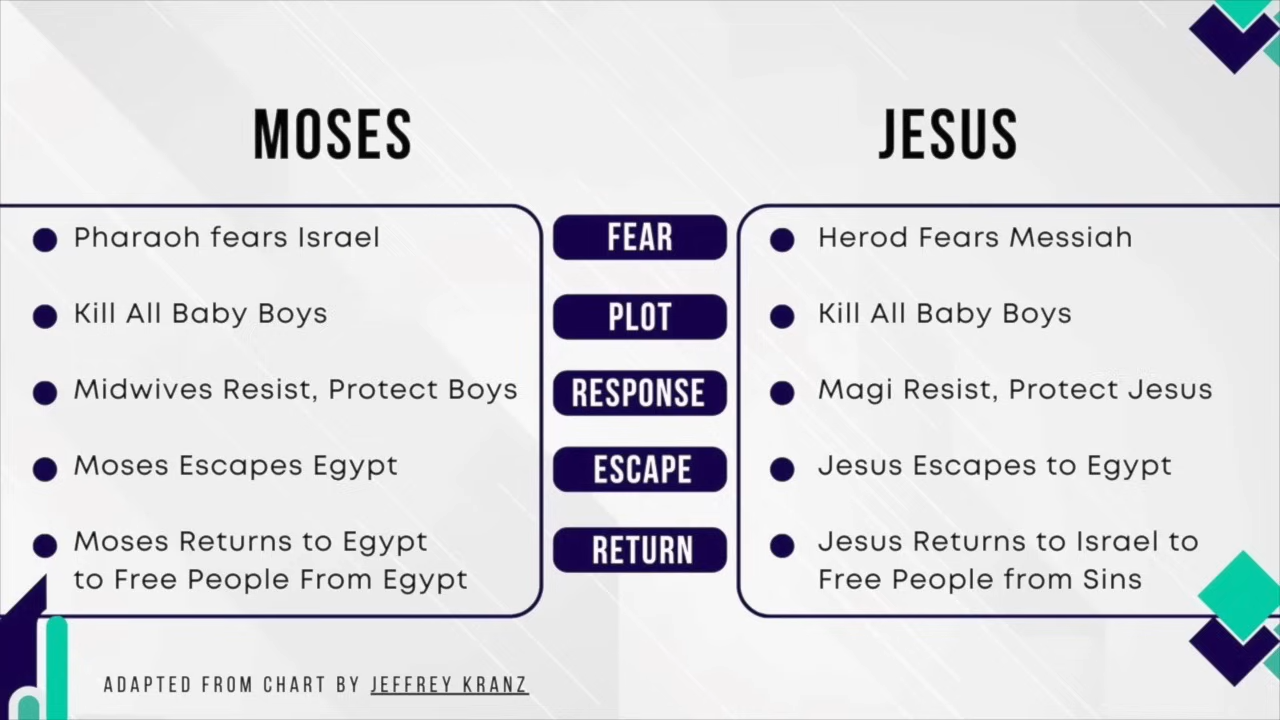 MOSES
JESUS
Pharaoh fears Israel
FEAR
Herod Fears Messiah
Kill All Baby Boys
PLOT
Kill All Baby Boys
Midwives Resist, Protect Boys
RESPONSE
Magi Resist, Protect Jesus
Moses Escapes Egypt
ESCAPE
Jesus Escapes to Egypt
Moses Returns to Egypt
to Free People From Egypt
RETURN
Jesus Returns to Israel to
Free People from Sins
ADAPTED FROM CHART BY JEFFREY KRANZ